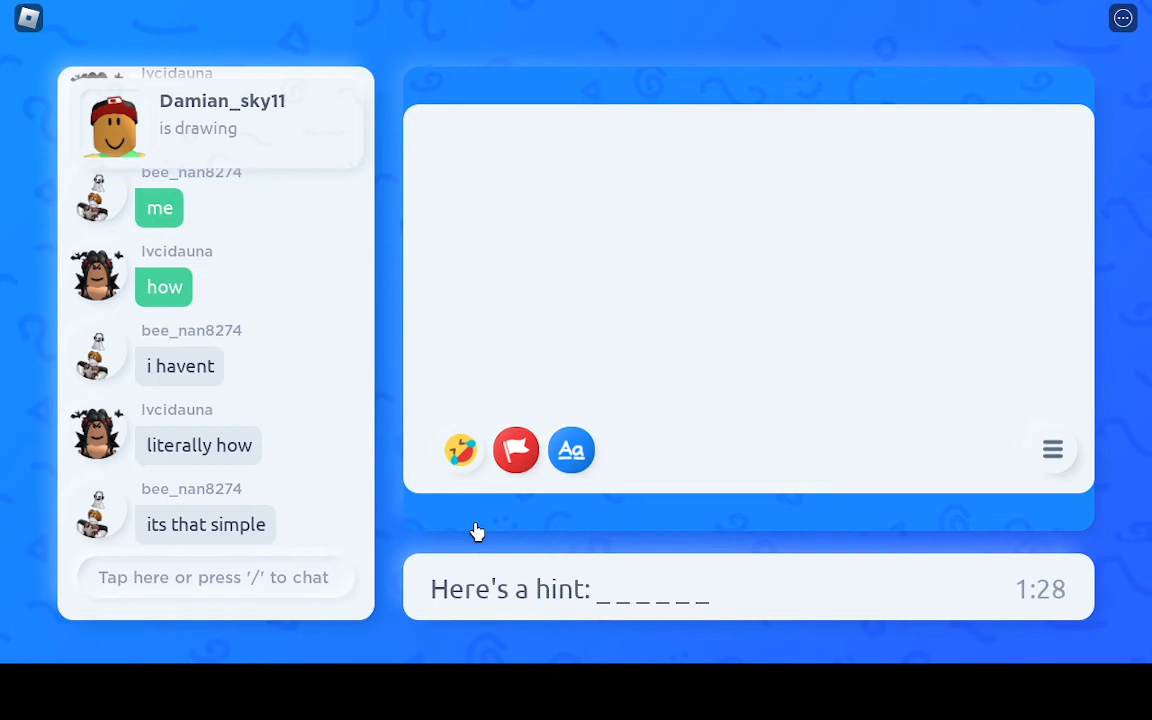 lvcidauna
Damian_sky11
is drawing
bee_nan8274
me
lvcidauna
how
bee_nan8274
i havent
lvcidauna
literally how
bee_nan8274
its that simple
Tap here or press '/' to chat
Aa
Here's a hint: _ _ _ _ _ _
1:28